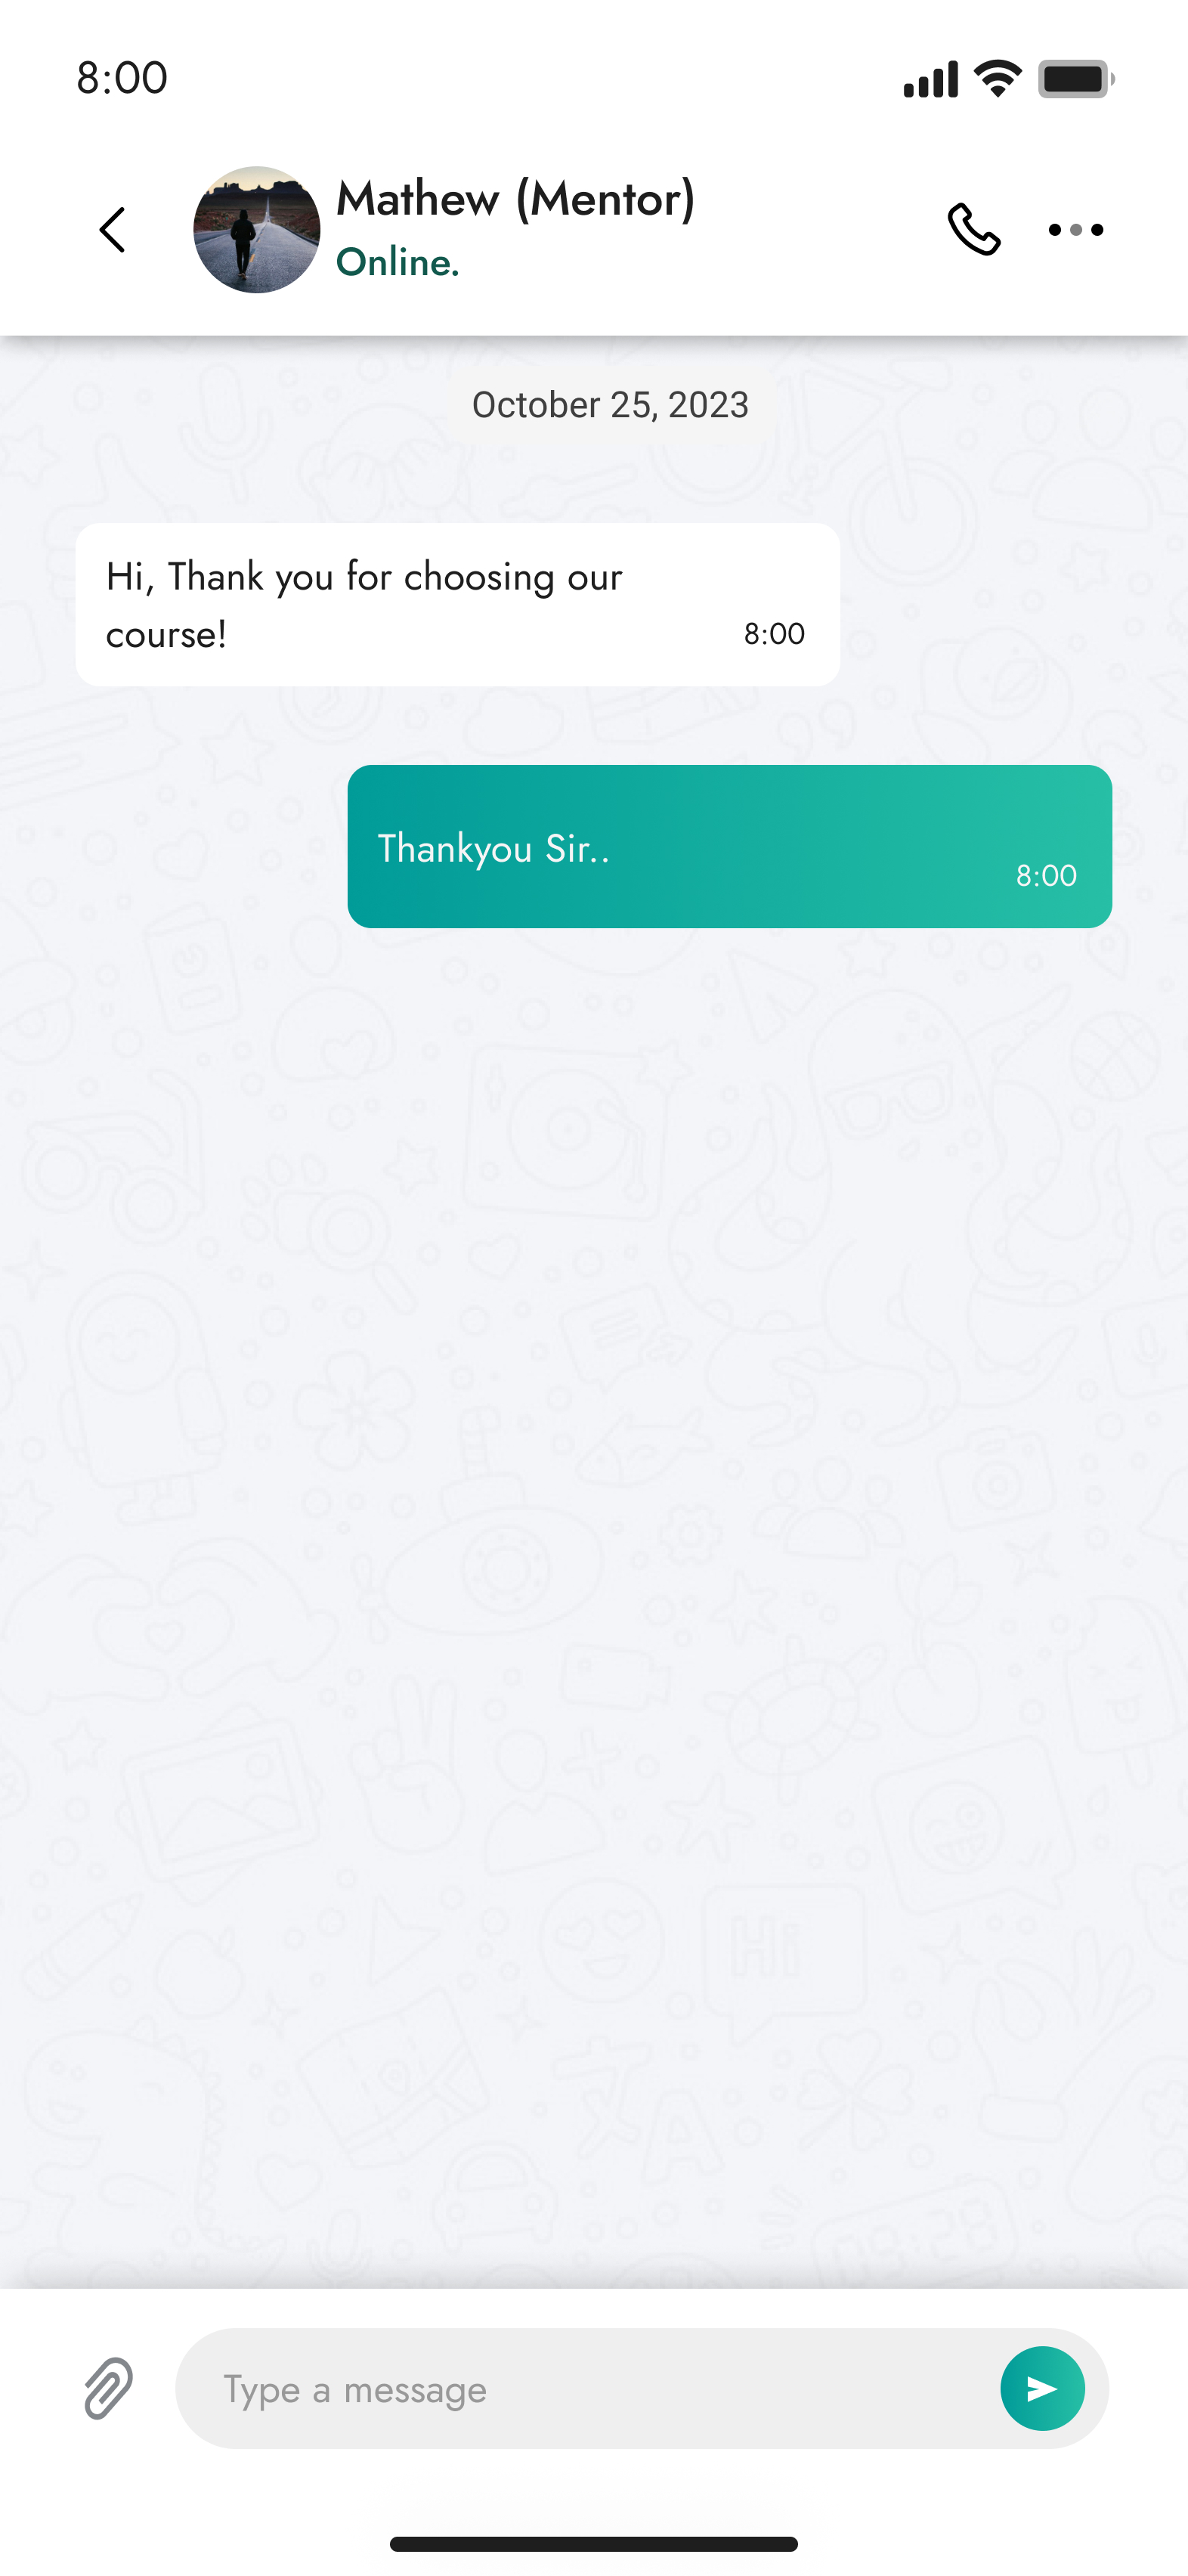 8:00
Mathew (Mentor)
Online.
October 25, 2023
Hi, Thank you for choosing our
course!
8:00
Thankyou Sir..
8:00
Hi
Type a message